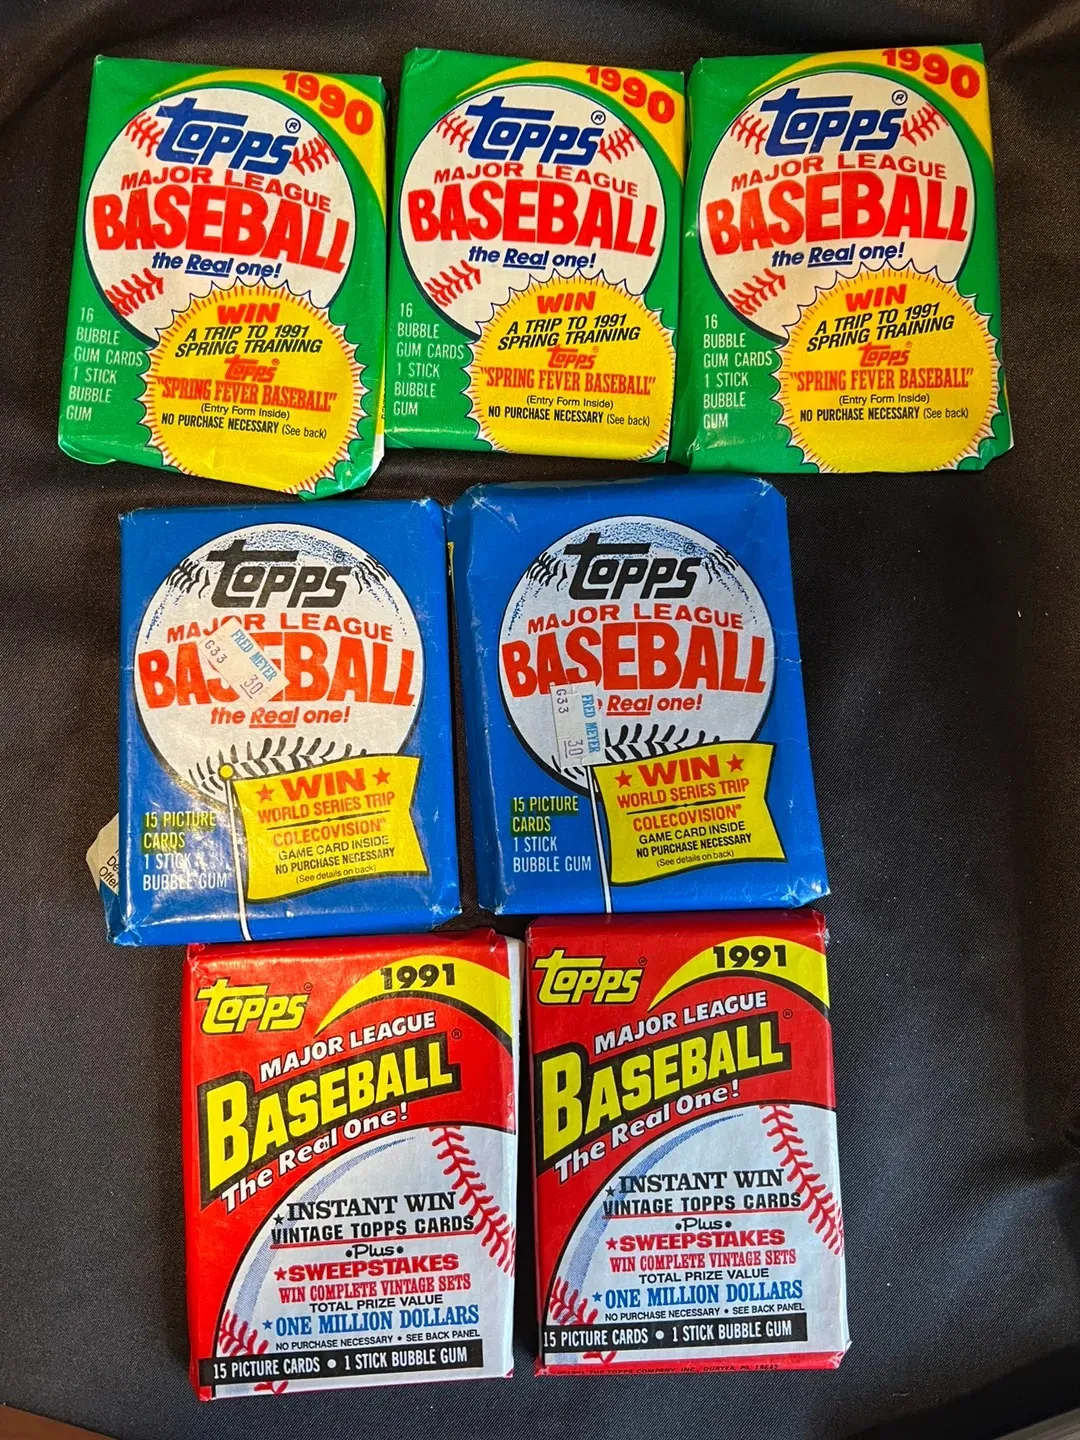 1990
Topps®
MAJOR LEAGUE
BASEBALL
the Real one!
16
BUBBLE
GUM CARDS
1 STICK
BUBBLE
GUM
WIN
A TRIP TO 1991
SPRING TRAINING
Topps®
"SPRING FEVER BASEBALL"
(Entry Form Inside)
NO PURCHASE NECESSARY (See back)
1990
Topps®
MAJOR LEAGUE
BASEBALL
the Real one!
16
BUBBLE
GUM CARDS
1 STICK
BUBBLE
GUM
WIN
A TRIP TO 1991
SPRING TRAINING
Topps®
"SPRING FEVER BASEBALL"
(Entry Form Inside)
NO PURCHASE NECESSARY (See back)
1990
Topps®
MAJOR LEAGUE
BASEBALL
the Real one!
16
BUBBLE
GUM CARDS
1 STICK
BUBBLE
GUM
WIN
A TRIP TO 1991
SPRING TRAINING
Topps®
"SPRING FEVER BASEBALL"
(Entry Form Inside)
NO PURCHASE NECESSARY (See back)
Topps®
MAJOR LEAGUE
BASEBALL
the Real one!
FRED MEYER
G33
30
WIN
WORLD SERIES TRIP
COLECOVISION®
GAME CARD INSIDE
NO PURCHASE NECESSARY
(See details on back)
15 PICTURE
CARDS
1 STICK
BUBBLE GUM
Topps®
MAJOR LEAGUE
BASEBALL
Real one!
FRED MEYER
G33
30
WIN
WORLD SERIES TRIP
COLECOVISION®
GAME CARD INSIDE
NO PURCHASE NECESSARY
(See details on back)
15 PICTURE
CARDS
1 STICK
BUBBLE GUM
Topps®
1991
MAJOR LEAGUE
BASEBALL®
The Real One!
★INSTANT WIN
VINTAGE TOPPS CARDS
•Plus•
★SWEEPSTAKES
WIN COMPLETE VINTAGE SETS
TOTAL PRIZE VALUE
★ONE MILLION DOLLARS
NO PURCHASE NECESSARY • SEE BACK PANEL
15 PICTURE CARDS • 1 STICK BUBBLE GUM
Topps®
1991
MAJOR LEAGUE
BASEBALL®
The Real One!
★INSTANT WIN
VINTAGE TOPPS CARDS
•Plus•
★SWEEPSTAKES
WIN COMPLETE VINTAGE SETS
TOTAL PRIZE VALUE
★ONE MILLION DOLLARS
NO PURCHASE NECESSARY • SEE BACK PANEL
15 PICTURE CARDS • 1 STICK BUBBLE GUM
THE TOPPS COMPANY, INC., DURYEA, PA. 18642